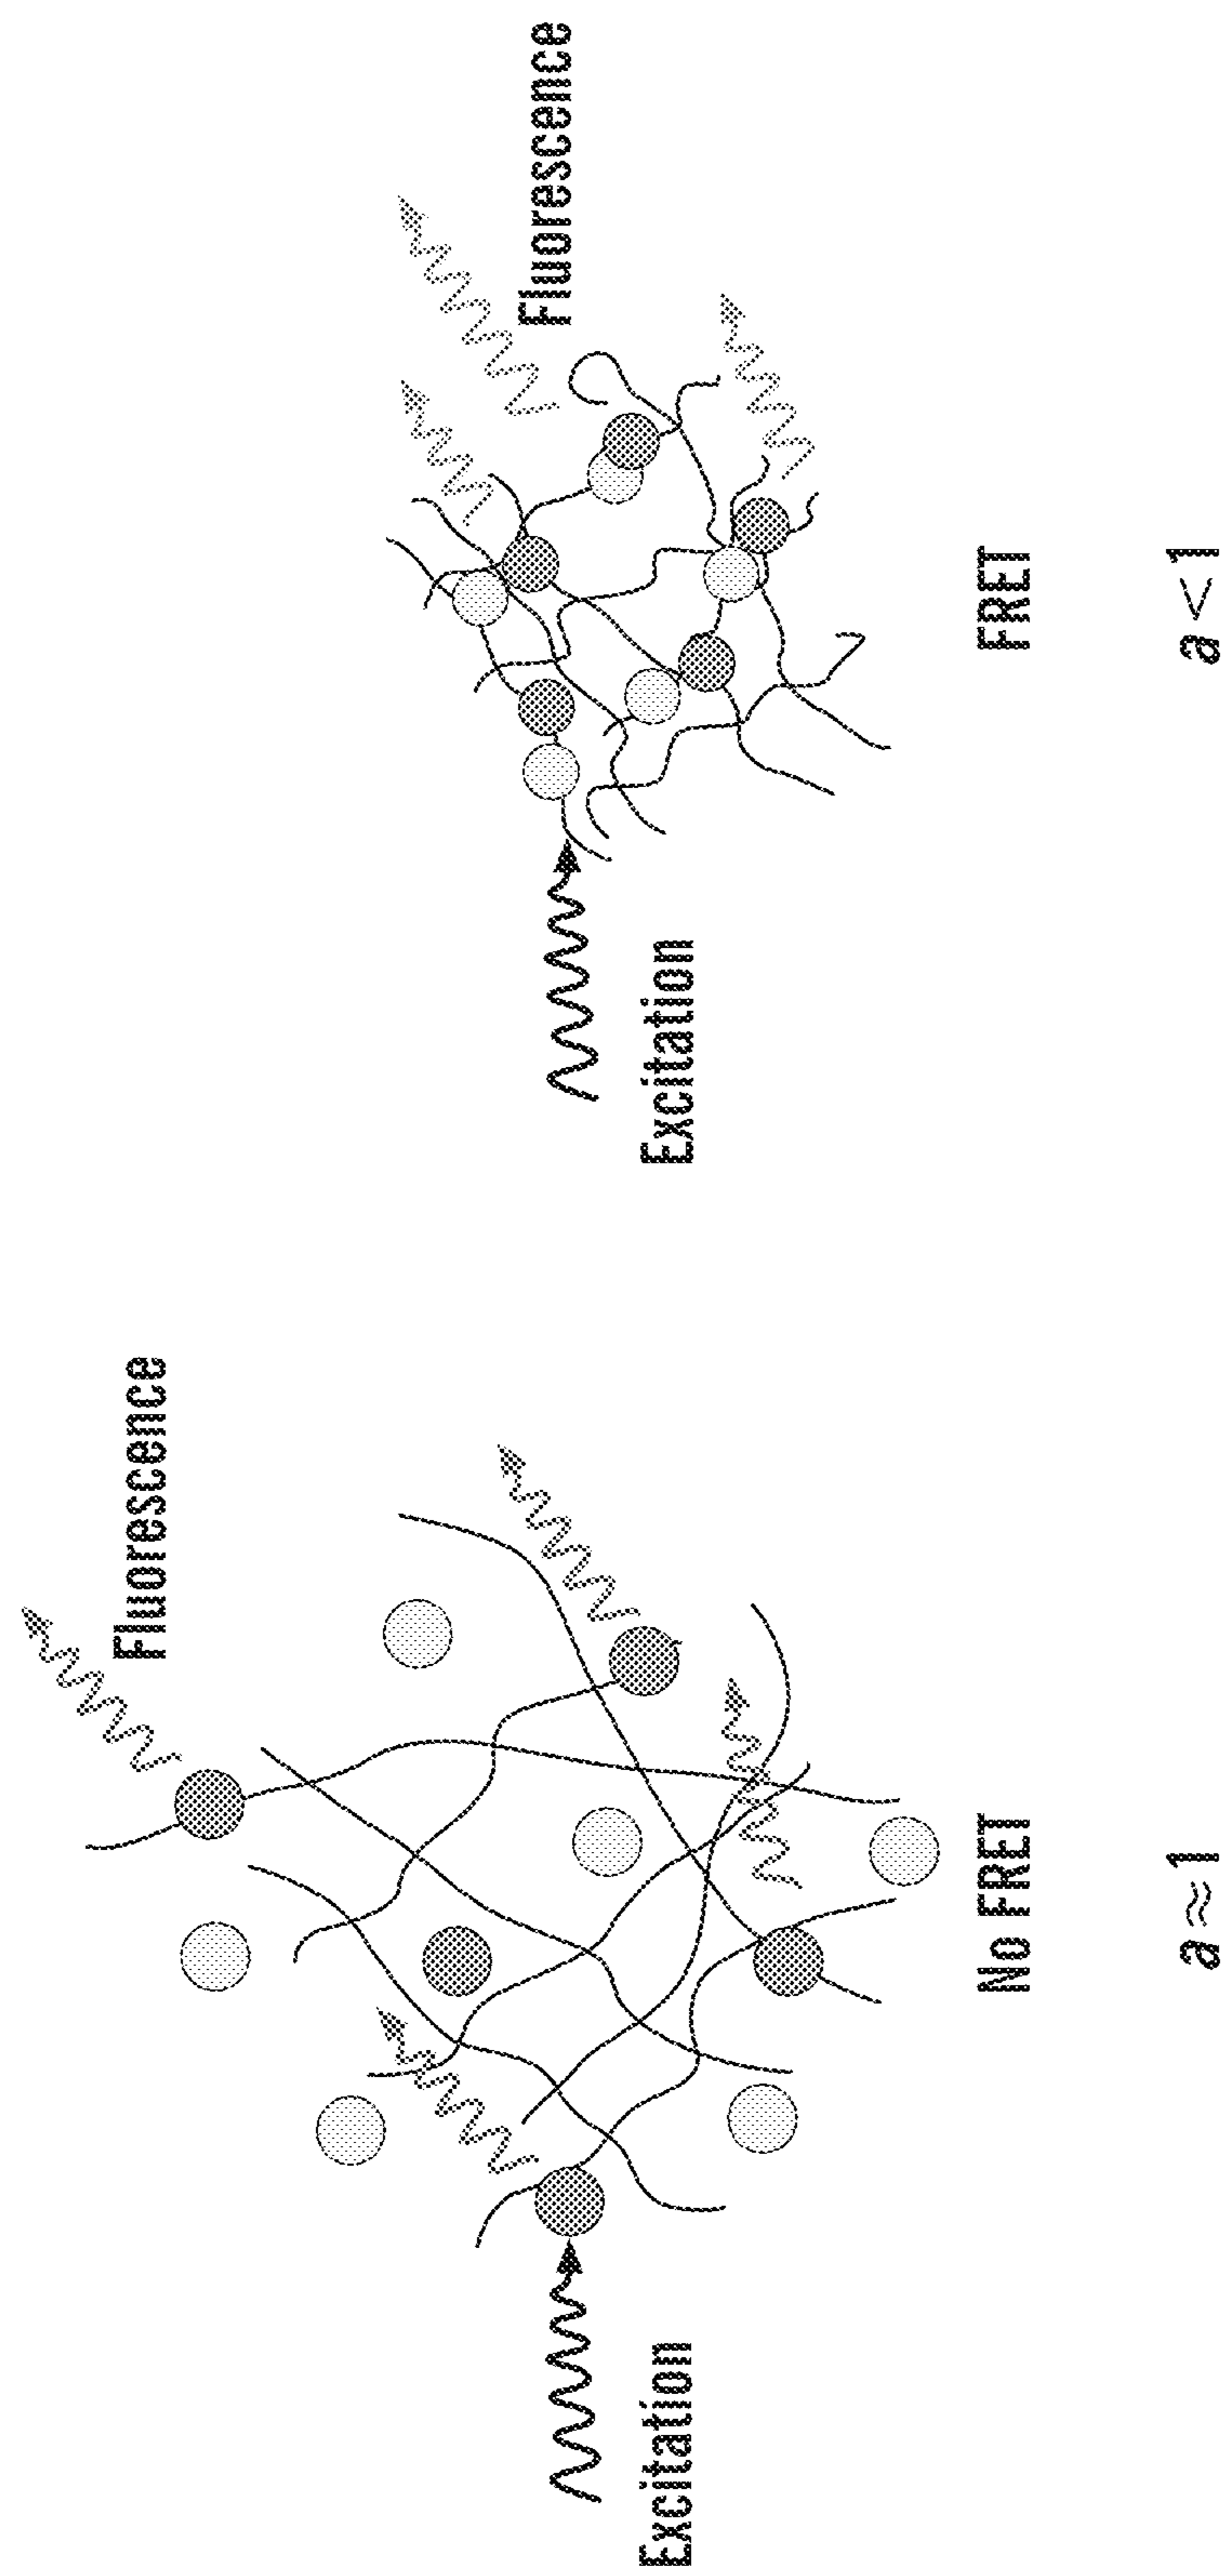 Fluorescence
Excitation
No FRET
a≈1
Fluorescence
Excitation
FRET
a<1